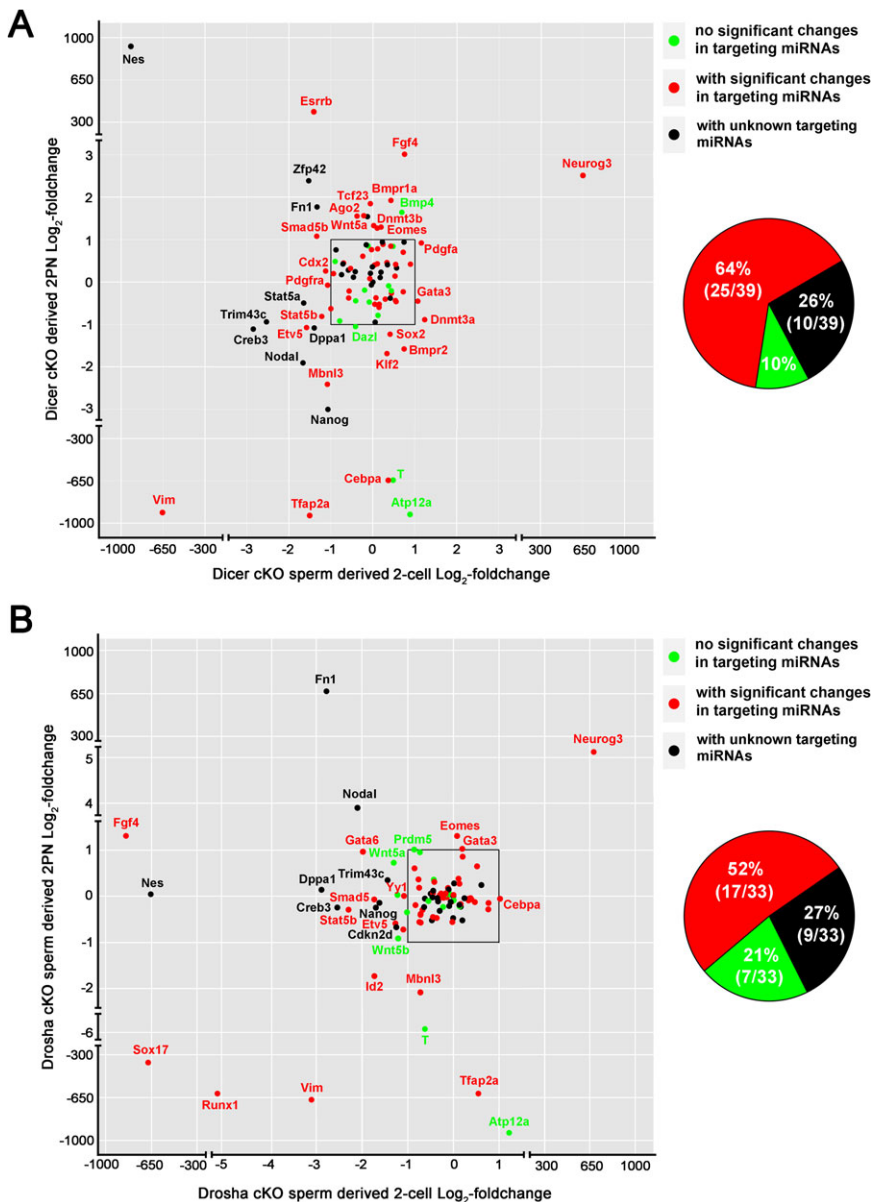 A
1000
650
300
3
2
1
0
-1
-2
-3
-300
-650
-1000
Dicer cKO derived 2PN Log2-foldchange
Nes
Esrrb
Fgf4
Neurog3
Zfp42
Bmpr1a
Tcf23
Fn1
Ago2
Bmp4
Dnmt3b
Wnt5a
Eomes
Smad5b
Pdgfa
Cdx2
Pdgfra
Gata3
Stat5a
Stat5b
Trim43c
Dnmt3a
Etv5
Dppa1
Dazl
Sox2
Creb3
Bmpr2
Nodal
Klf2
Mbnl3
Nanog
T
Cebpa
Vim
Tfap2a
Atp12a
-1000 -650 -300 -3 -2 -1 0 1 2 3 300 650 1000
Dicer cKO sperm derived 2-cell Log2-foldchange
no significant changes
in targeting miRNAs
with significant changes
in targeting miRNAs
with unknown targeting
miRNAs
64%
(25/39)
26%
(10/39)
10%
B
1000
650
300
5
4
1
0
-1
-2
-6
-300
-650
-1000
Drosha cKO sperm derived 2PN Log2-foldchange
Fn1
Neurog3
Nodal
Fgf4
Eomes
Prdm5
Gata6
Gata3
Wnt5a
Dppa1
Trim43c
Nes
Yy1
Smad5
Cebpa
Creb3
Nanog
Stat5b
Etv5
Cdkn2d
Wnt5b
Id2
Mbnl3
T
Sox17
Runx1
Vim
Tfap2a
Atp12a
-1000 -650 -300 -5 -4 -3 -2 -1 0 1 2 300 650 1000
Drosha cKO sperm derived 2-cell Log2-foldchange
no significant changes
in targeting miRNAs
with significant changes
in targeting miRNAs
with unknown targeting
miRNAs
52%
(17/33)
27%
(9/33)
21%
(7/33)